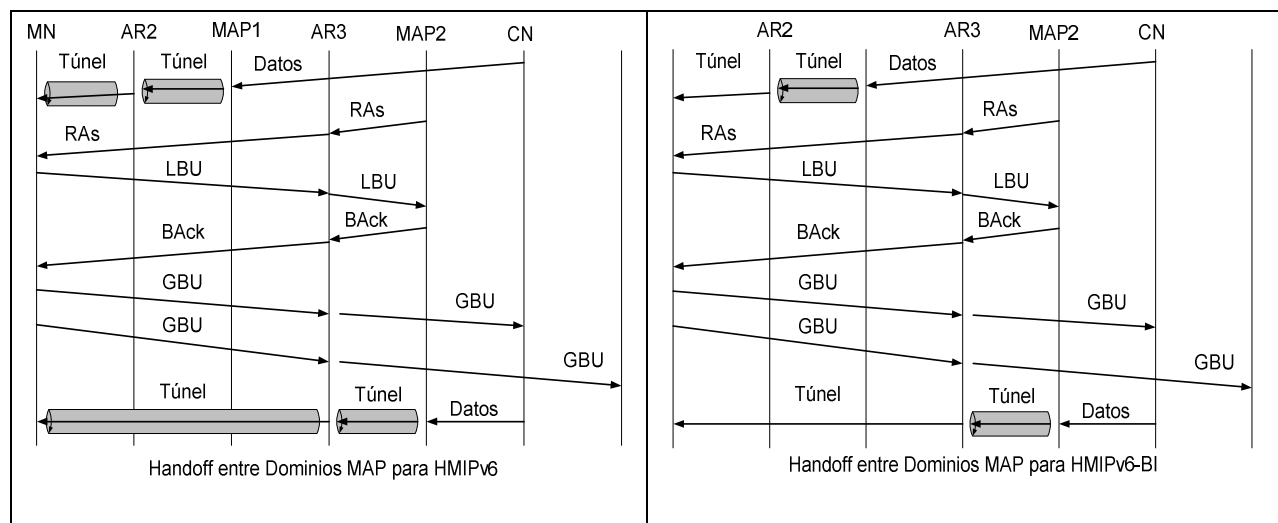 MN AR2 MAP1 AR3 MAP2 CN
Túnel Túnel Datos
RAs
RAs
LBU
LBU
BAck
BAck
GBU
GBU
GBU
GBU
Túnel
Túnel
Datos
Handoff entre Dominios MAP para HMIPv6
AR2 AR3 MAP2 CN
Túnel Túnel Datos
RAs
RAs
LBU
LBU
BAck
BAck
GBU
GBU
GBU
GBU
Túnel Túnel
Datos
Handoff entre Dominios MAP para HMIPv6-BI